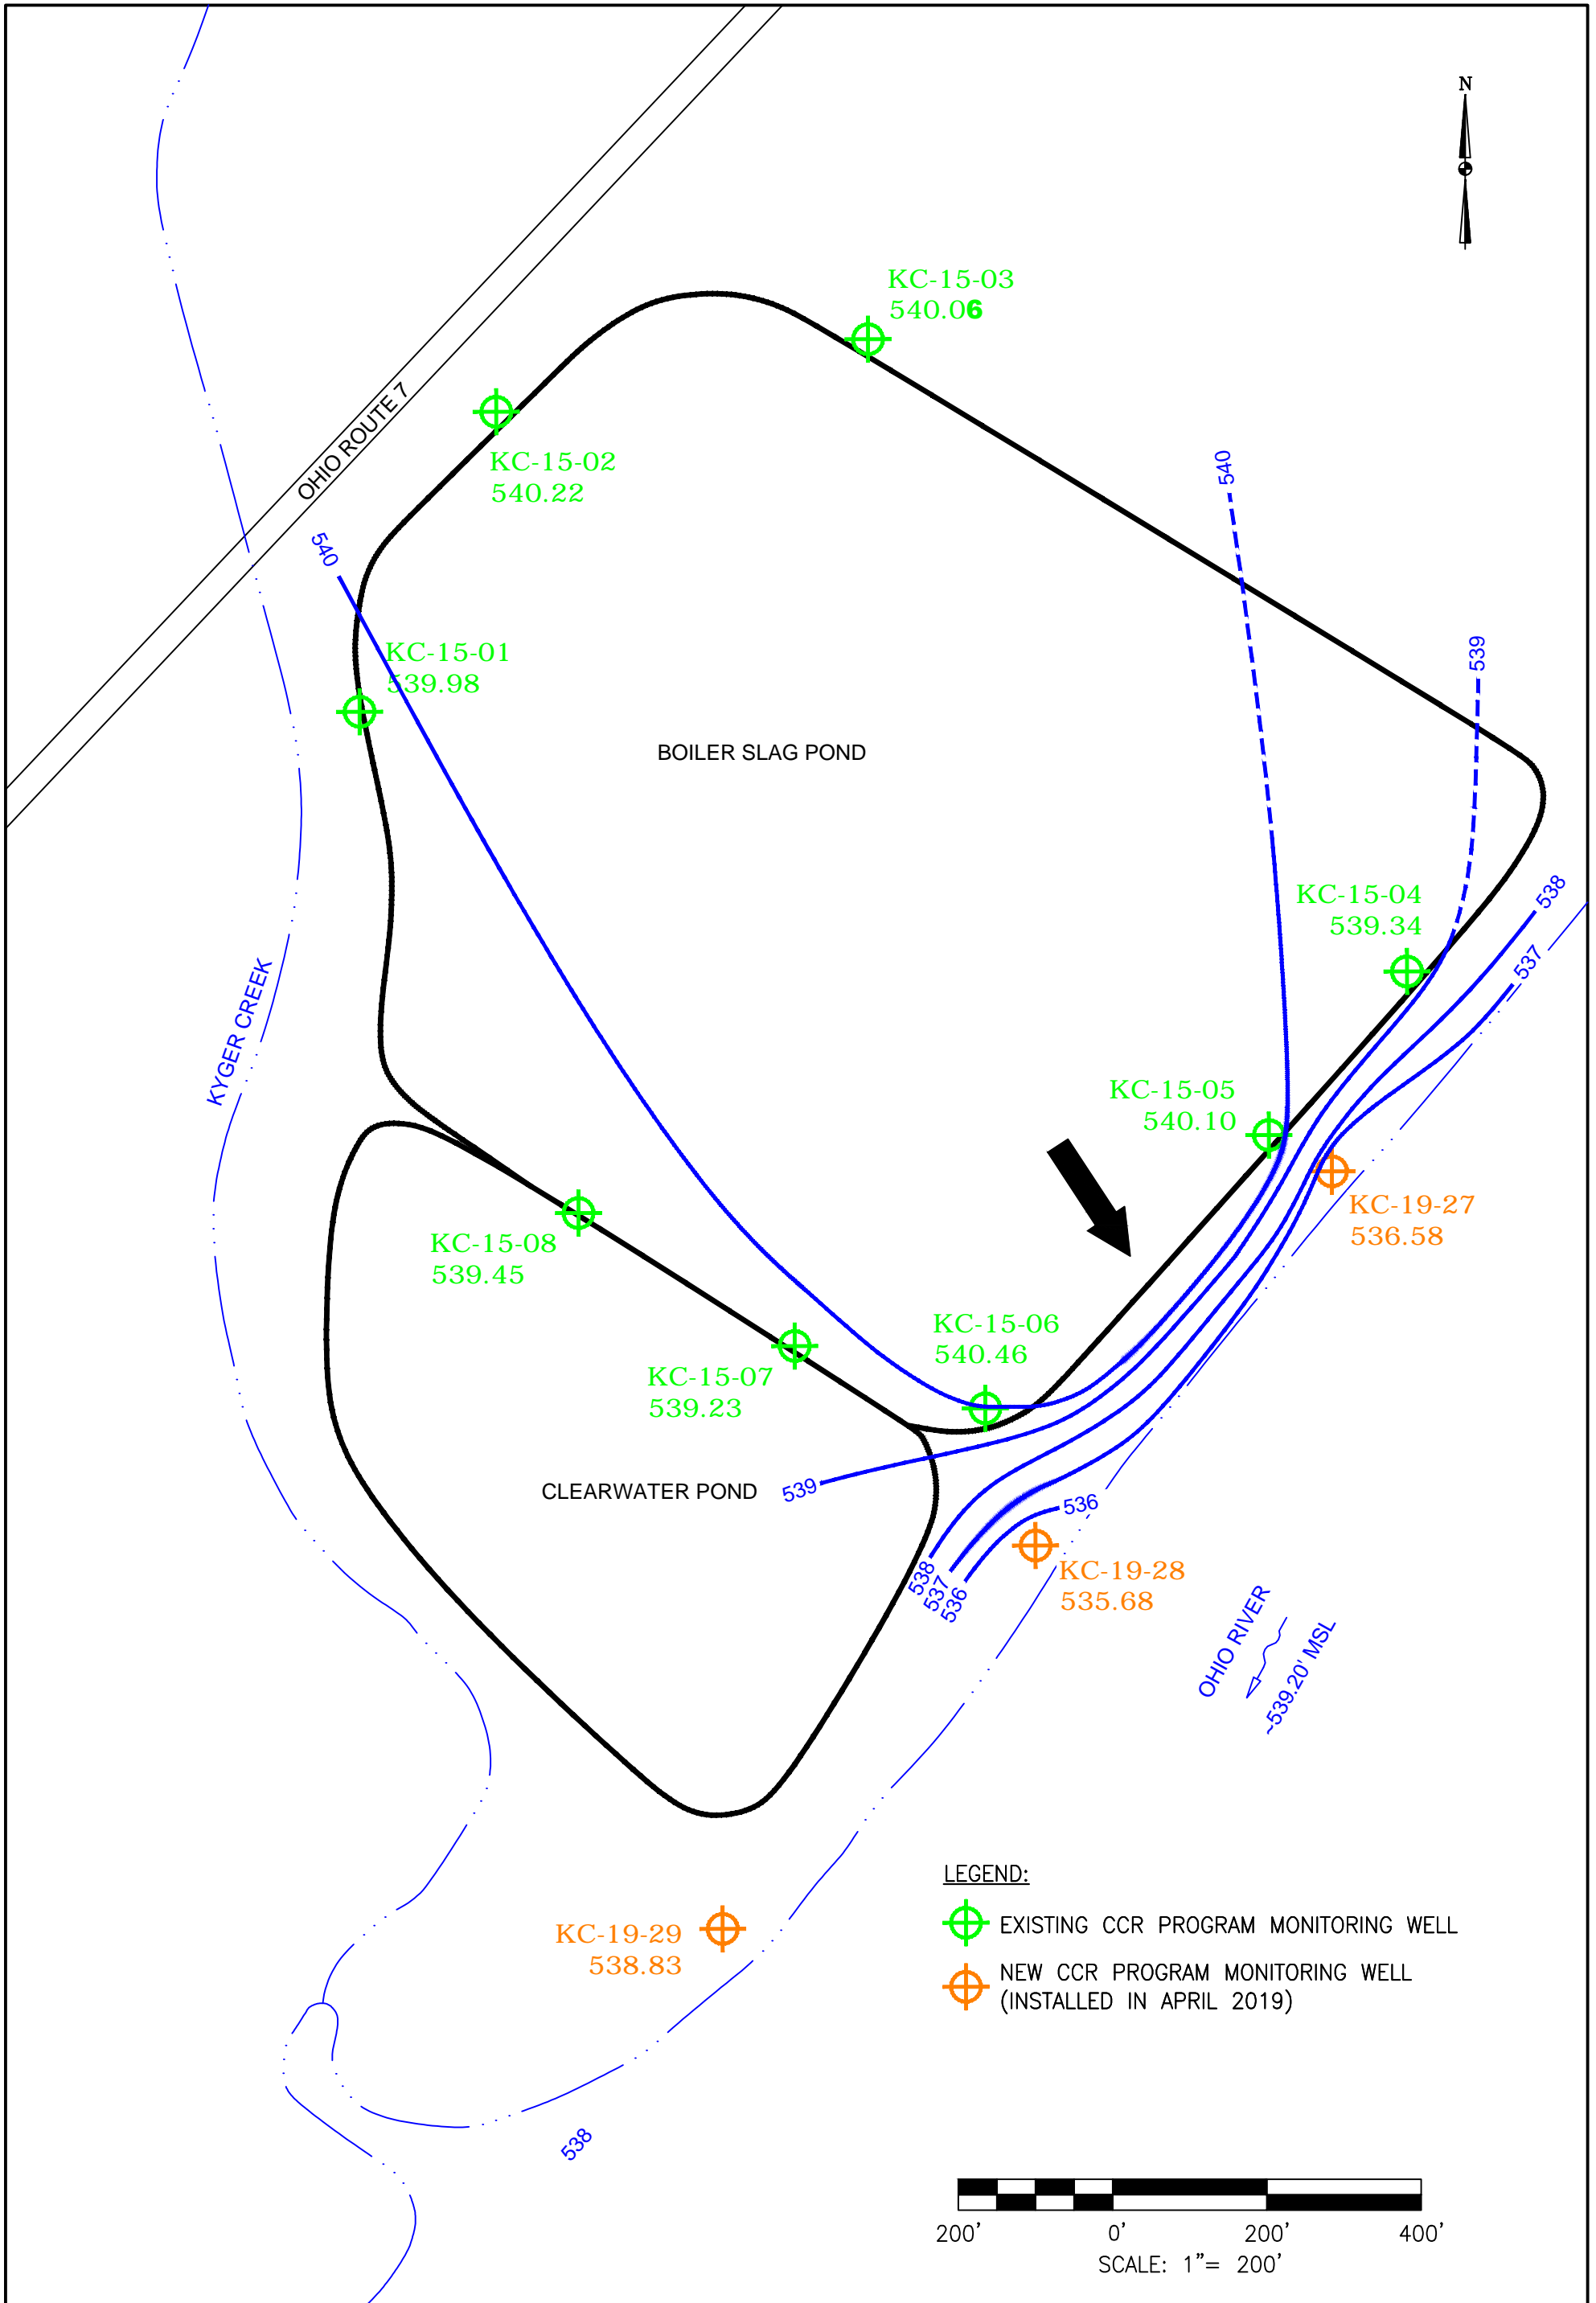 N
KC-15-03
540.06
OHIO ROUTE 7
KC-15-02
540.22
540
540
KC-15-01
539.98
539
BOILER SLAG POND
KC-15-04
539.34
538
537
KYGER CREEK
KC-15-05
540.10
KC-19-27
536.58
KC-15-08
539.45
KC-15-06
540.46
KC-15-07
539.23
CLEARWATER POND
539
536
538
537
536
KC-19-28
535.68
OHIO RIVER
~539.20' MSL
LEGEND:
EXISTING CCR PROGRAM MONITORING WELL
NEW CCR PROGRAM MONITORING WELL
(INSTALLED IN APRIL 2019)
KC-19-29
538.83
538
200' 0' 200' 400'
SCALE: 1"= 200'